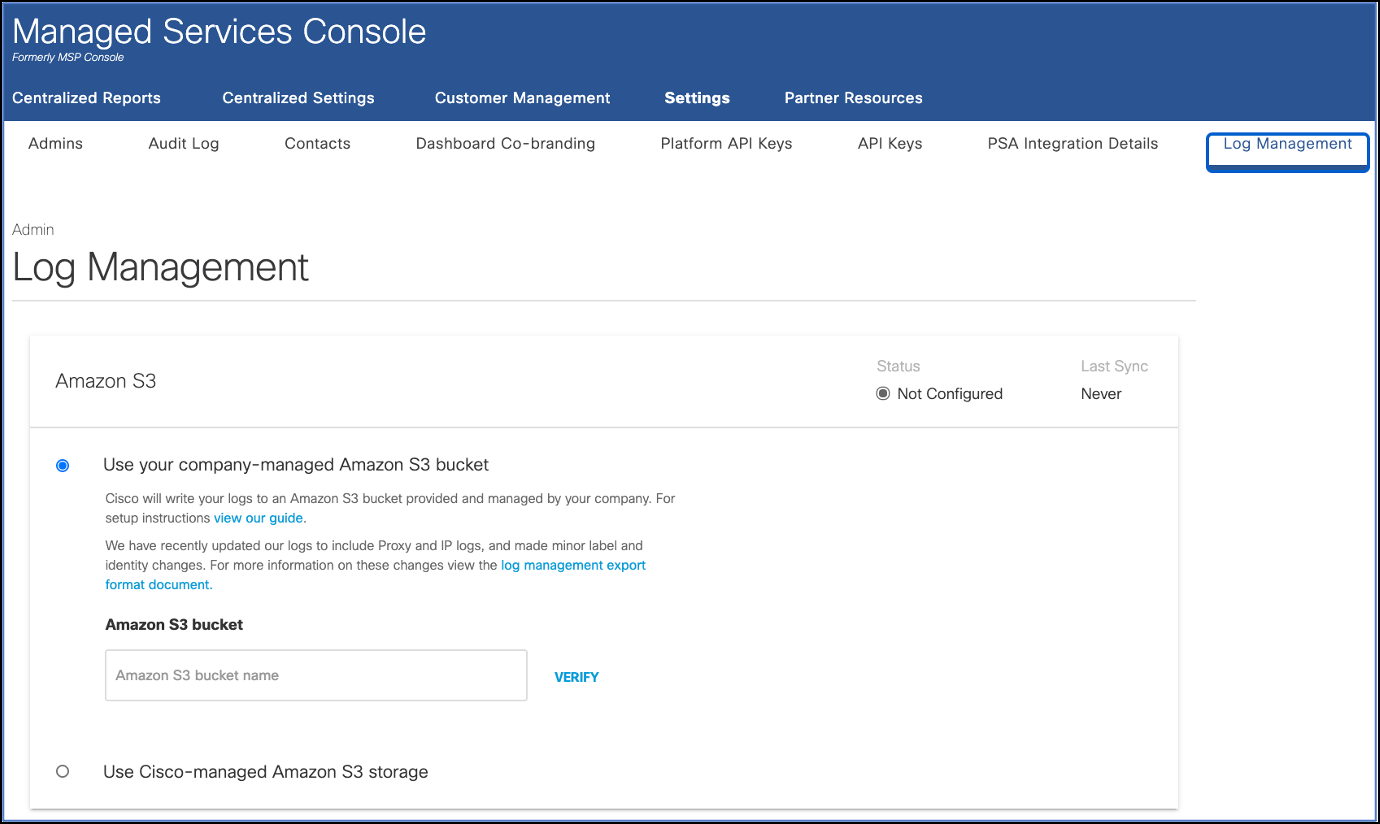 Managed Services Console
Formerly MSP Console
Centralized Reports Centralized Settings Customer Management Settings Partner Resources
Admins Audit Log Contacts Dashboard Co-branding Platform API Keys API Keys PSA Integration Details Log Management
Admin
Log Management
Amazon S3
Status
Not Configured
Last Sync
Never
Use your company-managed Amazon S3 bucket
Cisco will write your logs to an Amazon S3 bucket provided and managed by your company. For
setup instructions view our guide.
We have recently updated our logs to include Proxy and IP logs, and made minor label and
identity changes. For more information on these changes view the log management export
format document.
Amazon S3 bucket
Amazon S3 bucket name
VERIFY
Use Cisco-managed Amazon S3 storage